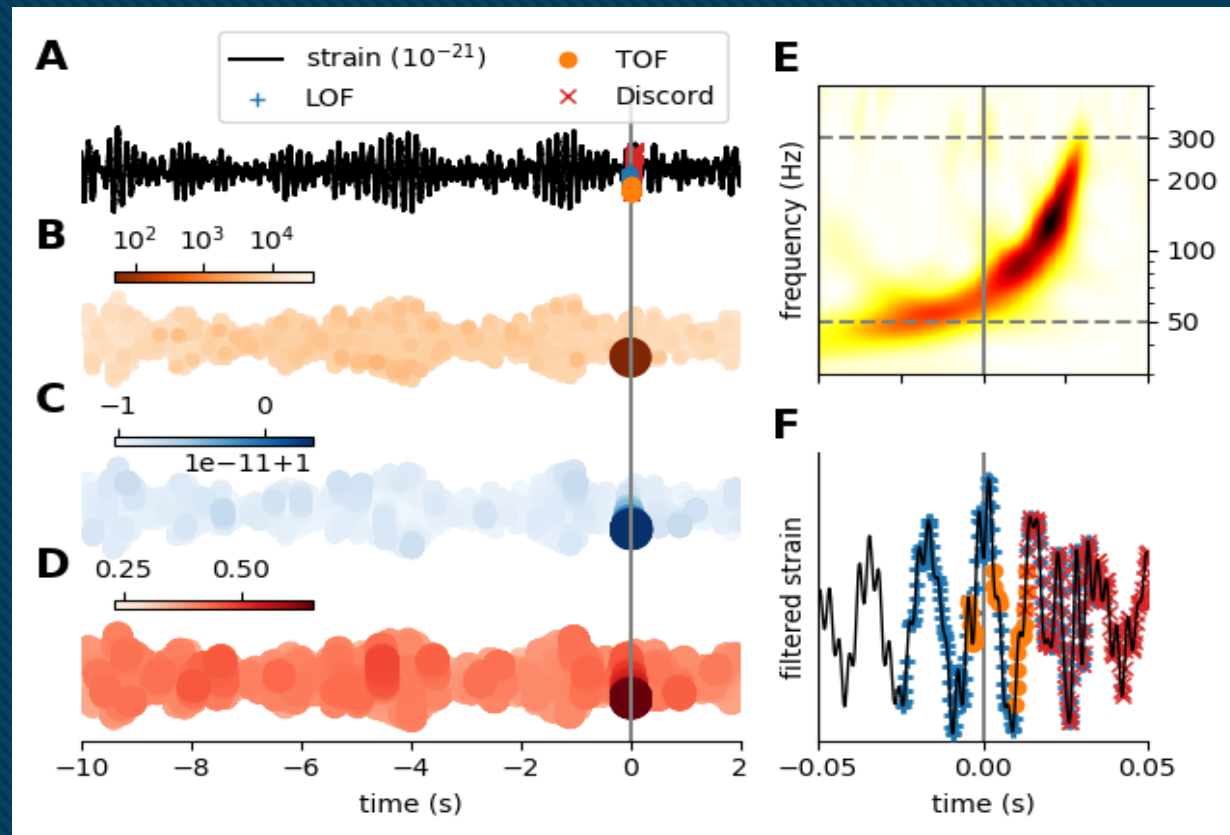 A
strain (10⁻²¹)
TOF
LOF
Discord
B
10² 10³ 10⁴
C
−1 0
1e−11+1
D
0.25 0.50
−10 −8 −6 −4 −2 0 2
time (s)
E
frequency (Hz)
300
200
100
50
F
filtered strain
−0.05 0.00 0.05
time (s)